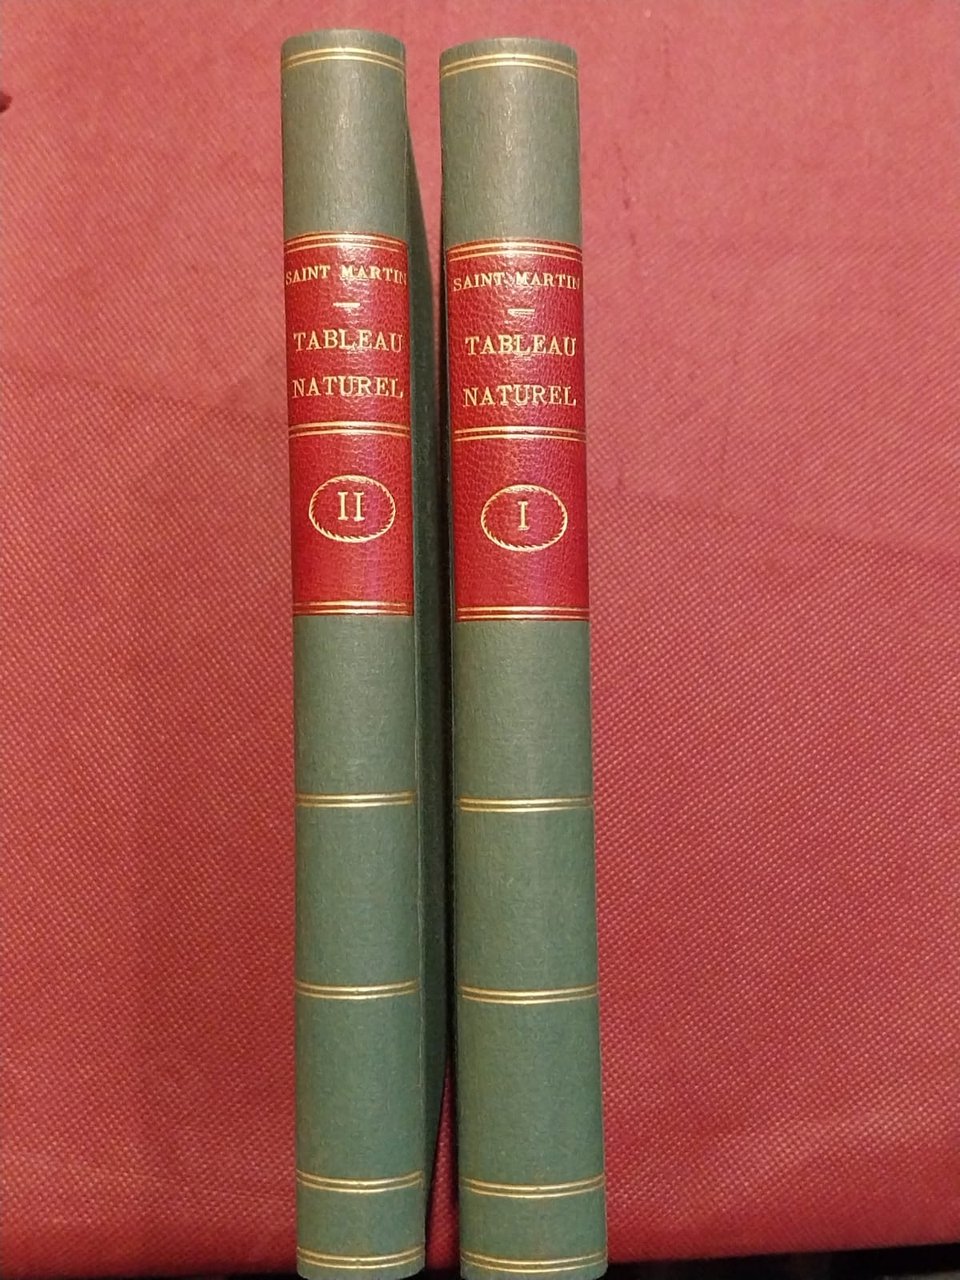 SAINT MARTIN
TABLEAU
NATUREL
II
SAINT MARTIN
TABLEAU
NATUREL
I